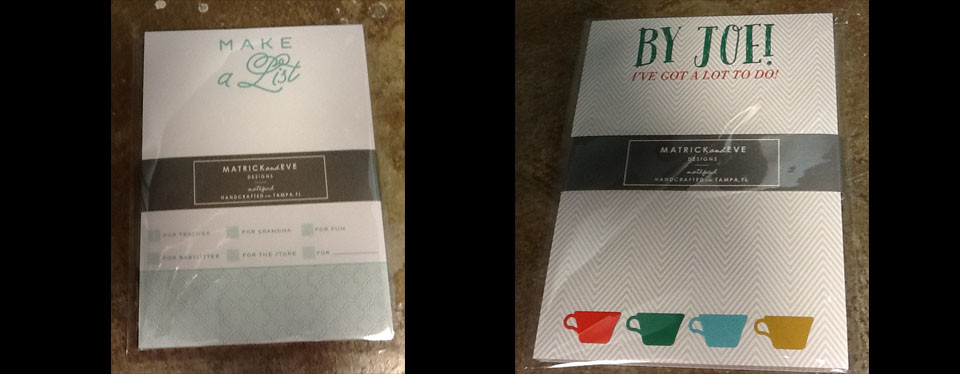 MAKE
a List
MATRICK and EVE
DESIGNS
notepad
HANDCRAFTED in TAMPA, FL
FOR TEACHER FOR GRANDMA FOR FUN
FOR BABYSITTER FOR THE STORE FOR
BY JOE!
I'VE GOT A LOT TO DO!
MATRICK and EVE
DESIGNS
notepad
HANDCRAFTED in TAMPA, FL